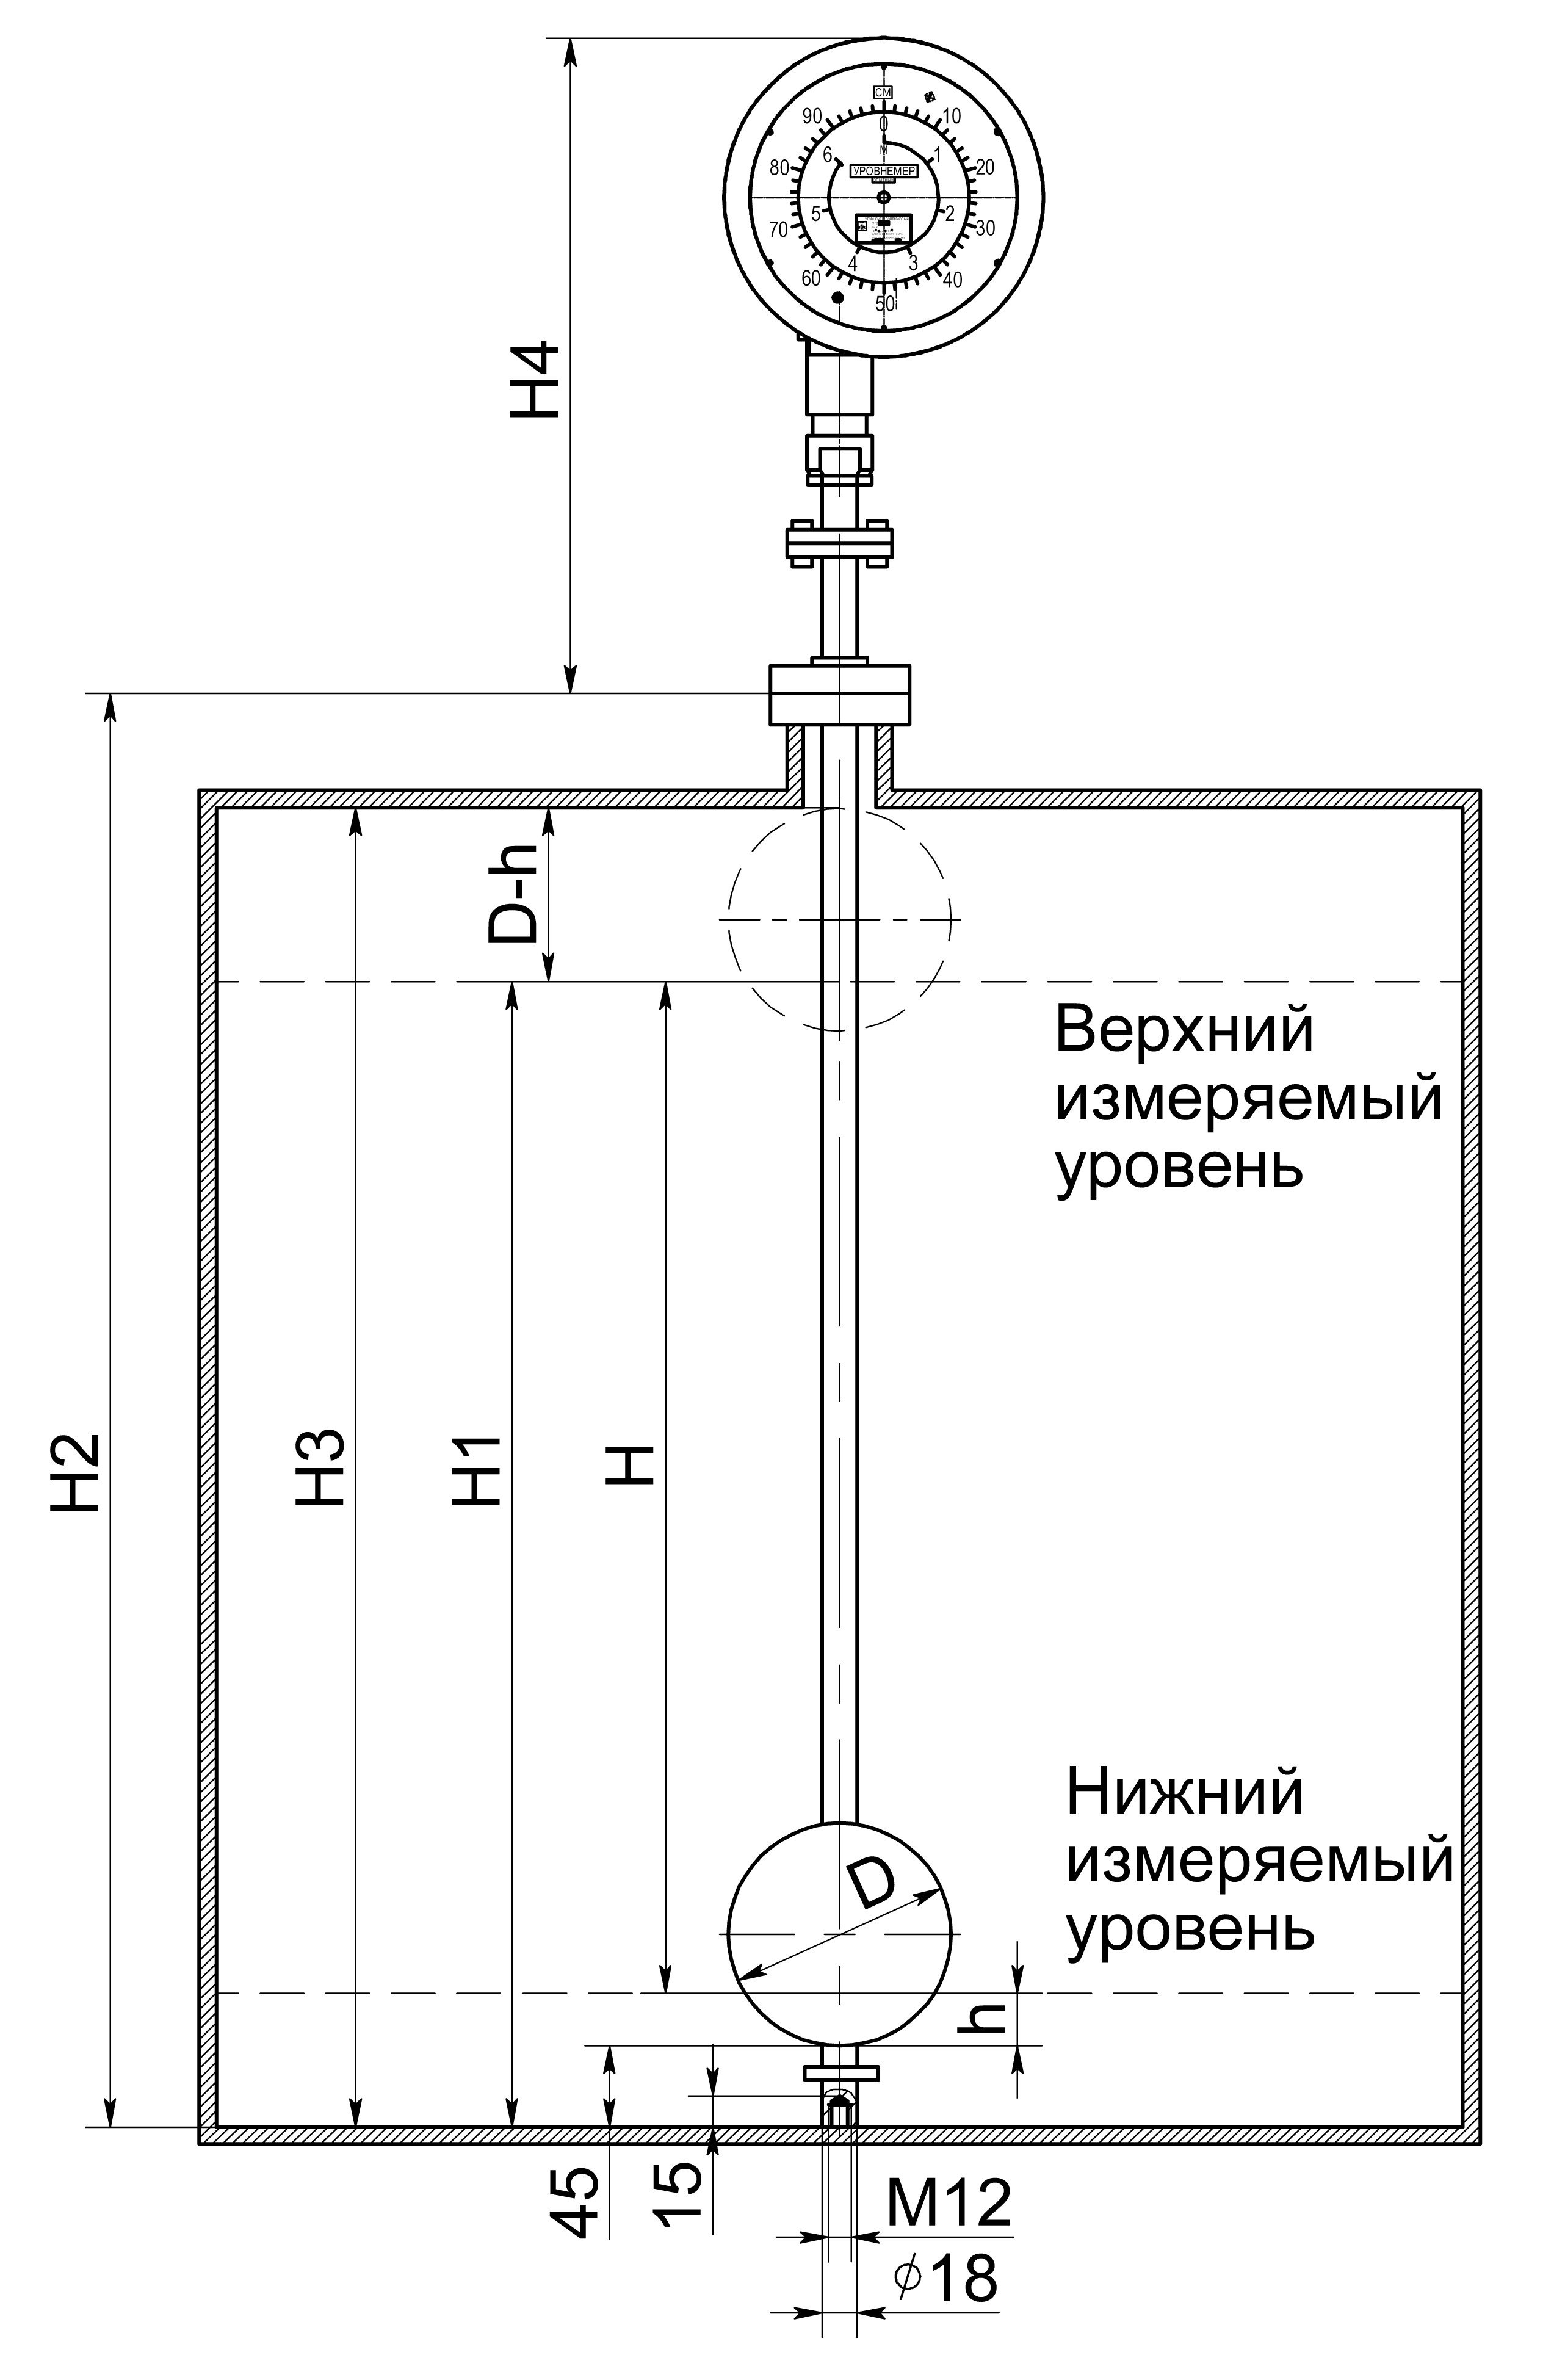 СМ
0
10
20
30
40
50
60
70
80
90
М
1
2
3
4
5
6
УРОВНЕМЕР
H4
D-h
Верхний
измеряемый
уровень
H2
H3
H1
H
Нижний
измеряемый
уровень
D
h
45
15
M12
⌀18